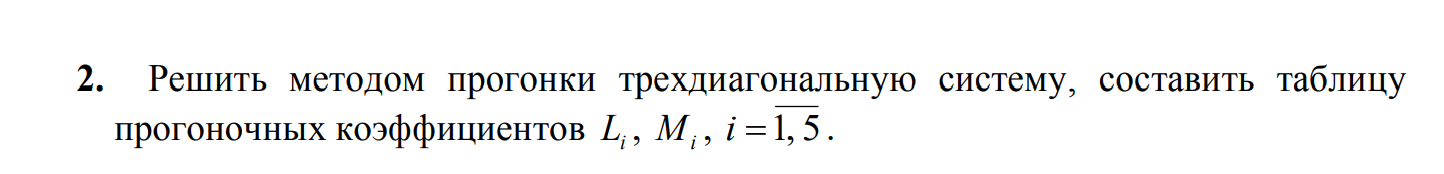 2. Решить методом прогонки трехдиагональную систему, составить таблицу
прогоночных коэффициентов $L_i$, $M_i$, $i = \overline{1, 5}$.